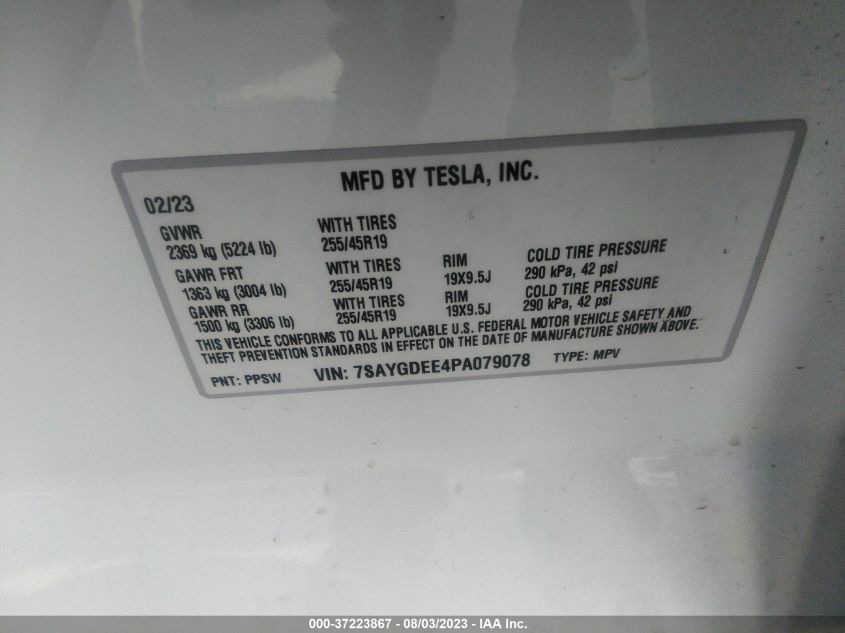 MFD BY TESLA, INC.
02/23
GVWR
2369 kg (5224 lb)
WITH TIRES
255/45R19
GAWR FRT
1363 kg (3004 lb)
WITH TIRES
255/45R19
RIM
19X9.5J
COLD TIRE PRESSURE
290 kPa, 42 psi
GAWR RR
1500 kg (3306 lb)
WITH TIRES
255/45R19
RIM
19X9.5J
COLD TIRE PRESSURE
290 kPa, 42 psi
THIS VEHICLE CONFORMS TO ALL APPLICABLE U.S. FEDERAL MOTOR VEHICLE SAFETY AND
THEFT PREVENTION STANDARDS IN EFFECT ON THE DATE OF MANUFACTURE SHOWN ABOVE.
PNT: PPSW VIN: 7SAYGDEE4PA079078 TYPE: MPV
000-37223867 - 08/03/2023 - IAA Inc.